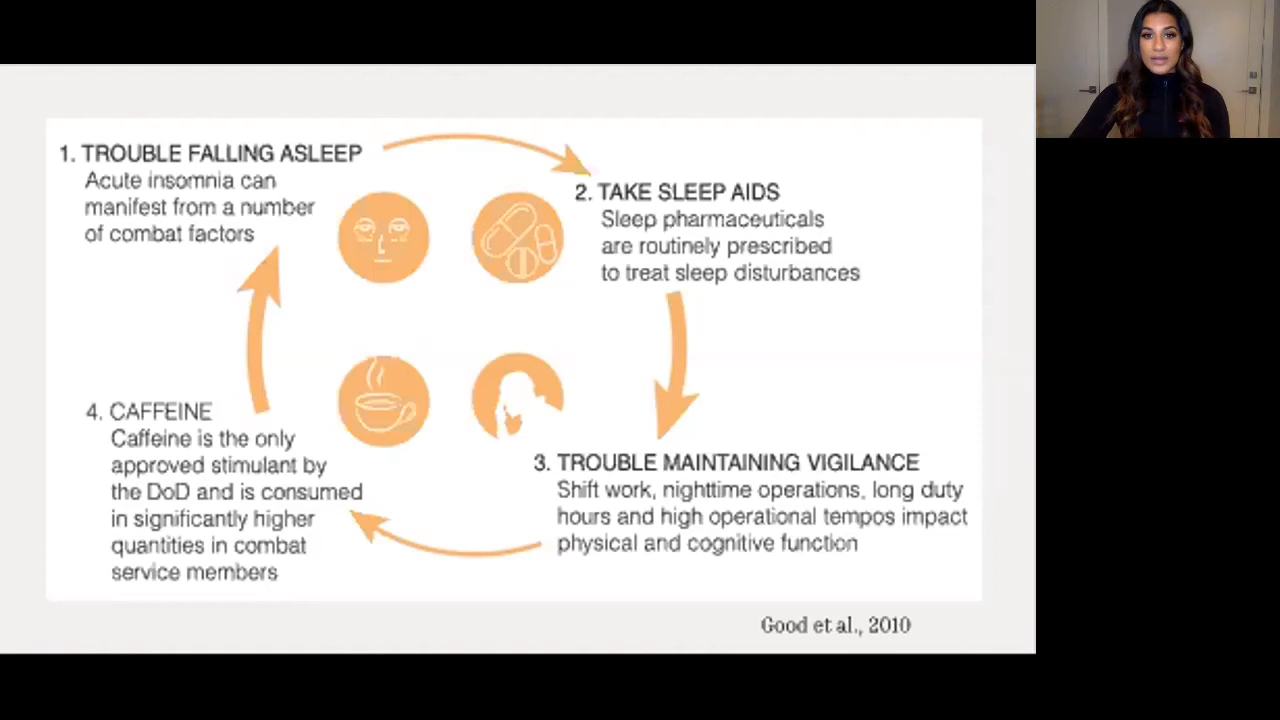 1. TROUBLE FALLING ASLEEP
Acute insomnia can
manifest from a number
of combat factors
2. TAKE SLEEP AIDS
Sleep pharmaceuticals
are routinely prescribed
to treat sleep disturbances
3. TROUBLE MAINTAINING VIGILANCE
Shift work, nighttime operations, long duty
hours and high operational tempos impact
physical and cognitive function
4. CAFFEINE
Caffeine is the only
approved stimulant by
the DoD and is consumed
in significantly higher
quantities in combat
service members
Good et al., 2010